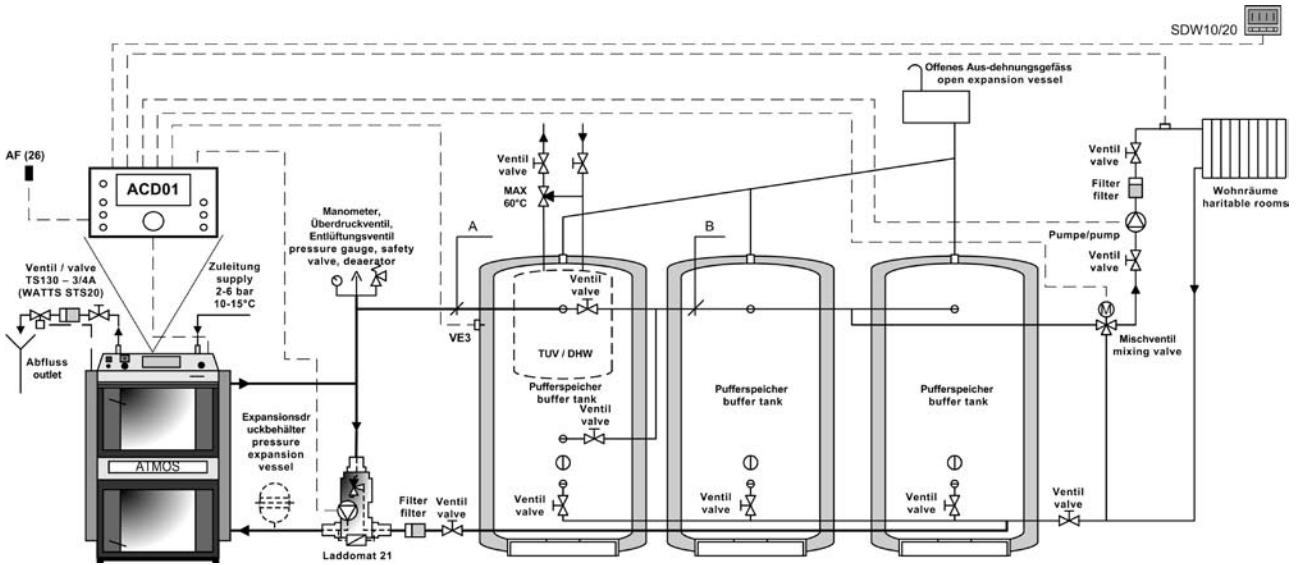 SDW10/20
Offenes Aus-dehnungsgefäss
open expansion vessel
AF (26)
ACD01
Ventil
valve
MAX
60°C
Ventil
valve
Filter
filter
Pumpe/pump
Ventil
valve
Wohnräume
haritable rooms
Manometer,
Überdruckventil,
Entlüftungsventil
pressure gauge, safety
valve, deaerator
A
B
Ventil / valve
TS130 – 3/4A
(WATTS STS20)
Zuleitung
supply
2-6 bar
10-15°C
Ventil
valve
M
VE3
Mischventil
mixing valve
TUV / DHW
Abfluss
outlet
Pufferspeicher
buffer tank
Pufferspeicher
buffer tank
Pufferspeicher
buffer tank
Ventil
valve
Expansionsdr
uckbehälter
pressure
expansion
vessel
ATMOS
Filter
filter
Ventil
valve
Ventil
valve
Ventil
valve
Ventil
valve
Ventil
valve
Laddomat 21